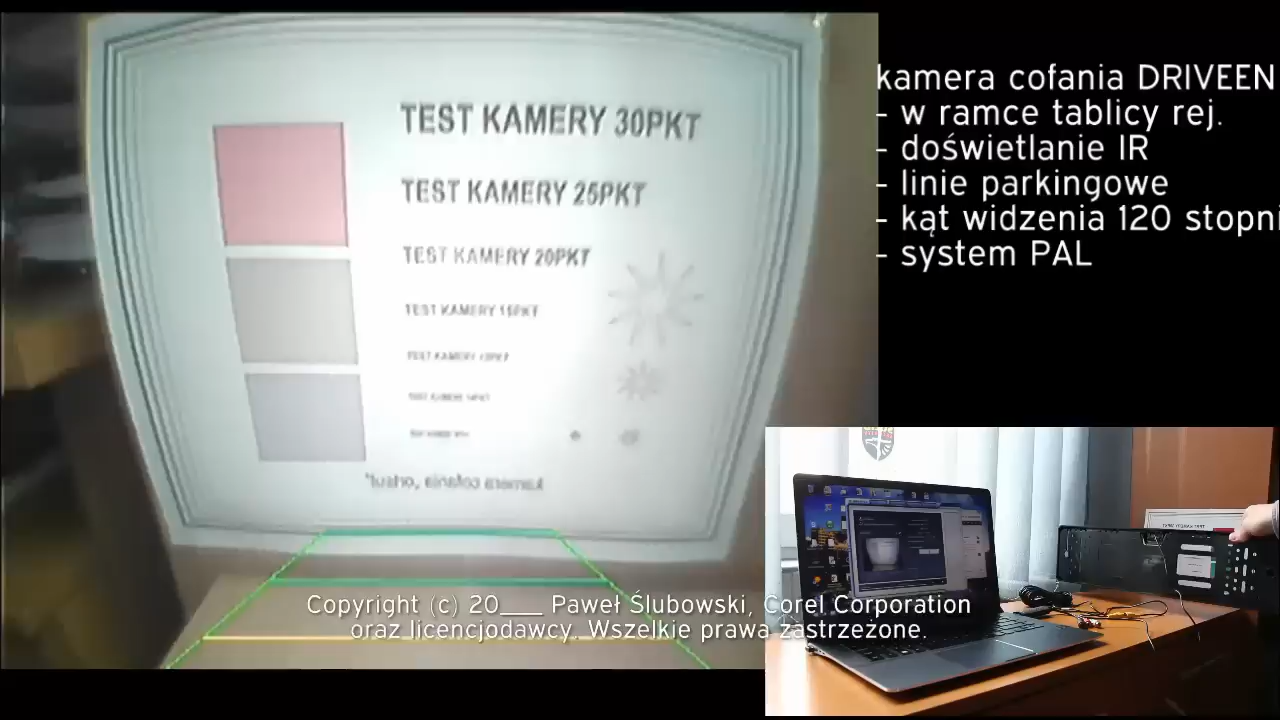 TEST KAMERY 30PKT
TEST KAMERY 25PKT
TEST KAMERY 20PKT
TEST KAMERY 15PKT
kamera cofania DRIVEEN
- w ramce tablicy rej.
- doświetlanie IR
- linie parkingowe
- kąt widzenia 120 stopni
- system PAL
Copyright (c) 20___ Paweł Ślubowski, Corel Corporation
oraz licencjodawcy. Wszelkie prawa zastrzeżone.